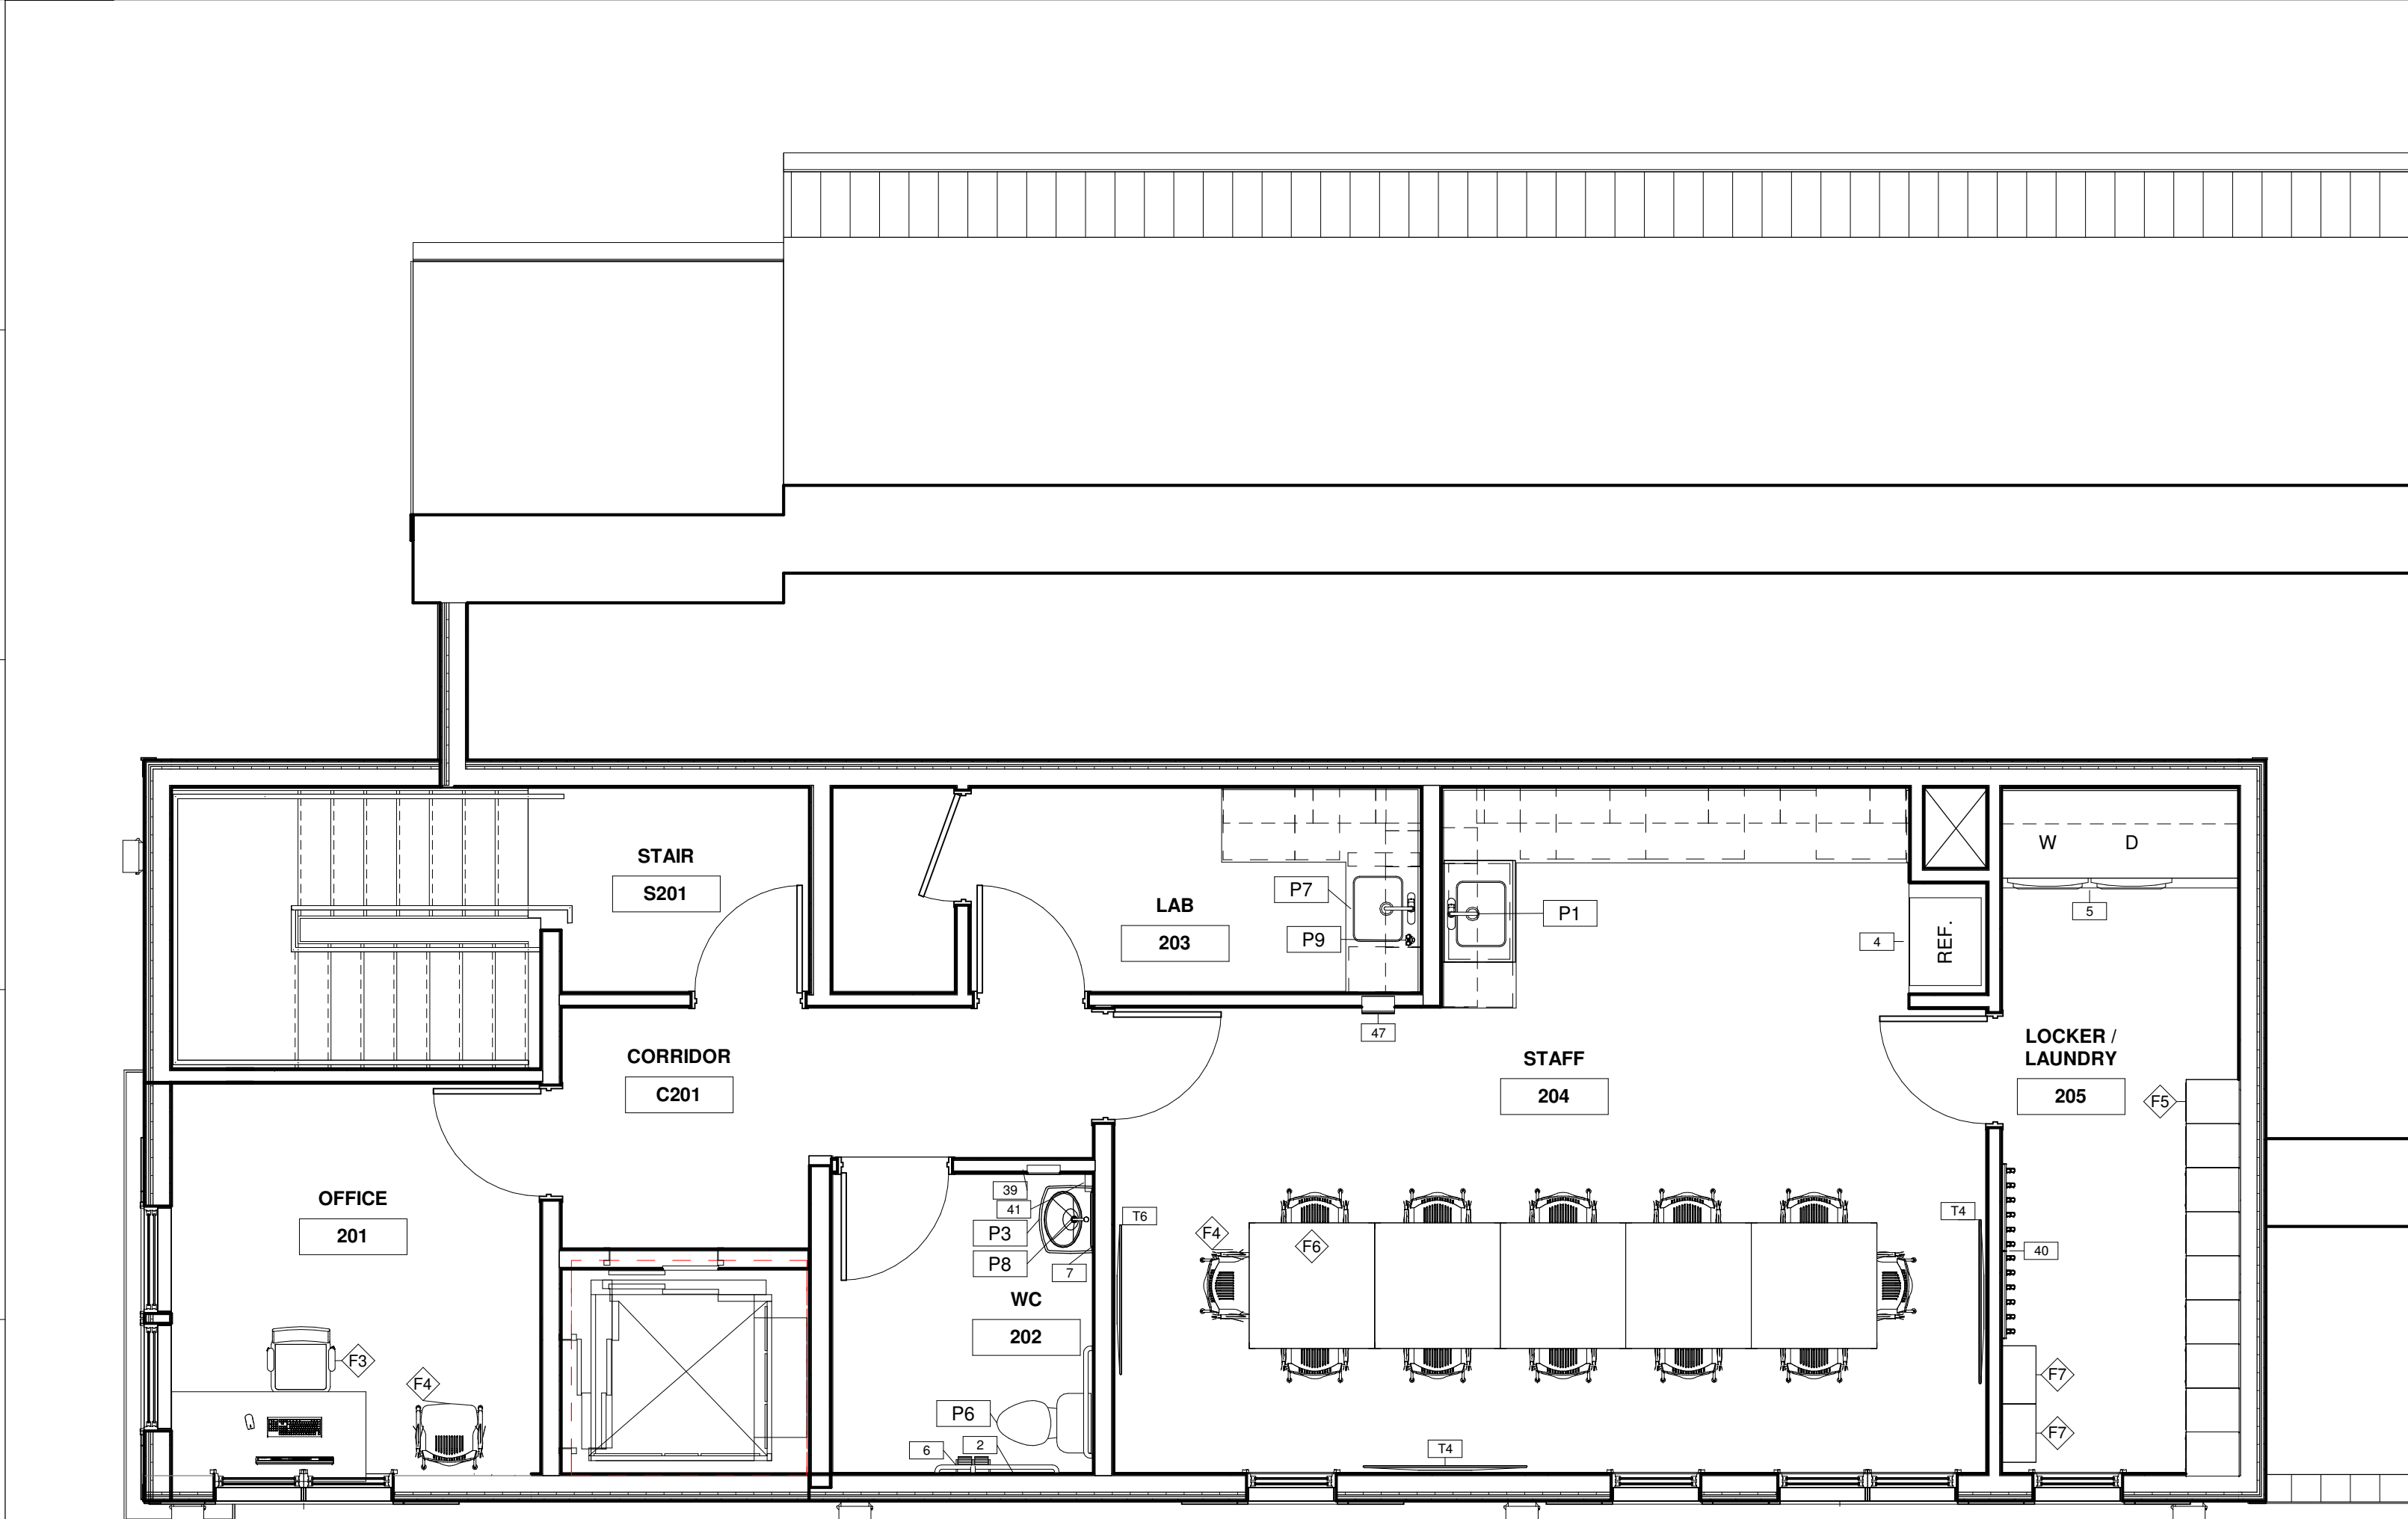 W
D
STAIR
S201
P7
LAB
203
P1
5
P9
4
REF.
47
CORRIDOR
C201
STAFF
204
LOCKER /
LAUNDRY
205
F5
OFFICE
201
39
41
P3
P8
7
T6
F4
F6
T4
40
WC
202
F3
F4
F7
P6
6
2
T4
F7